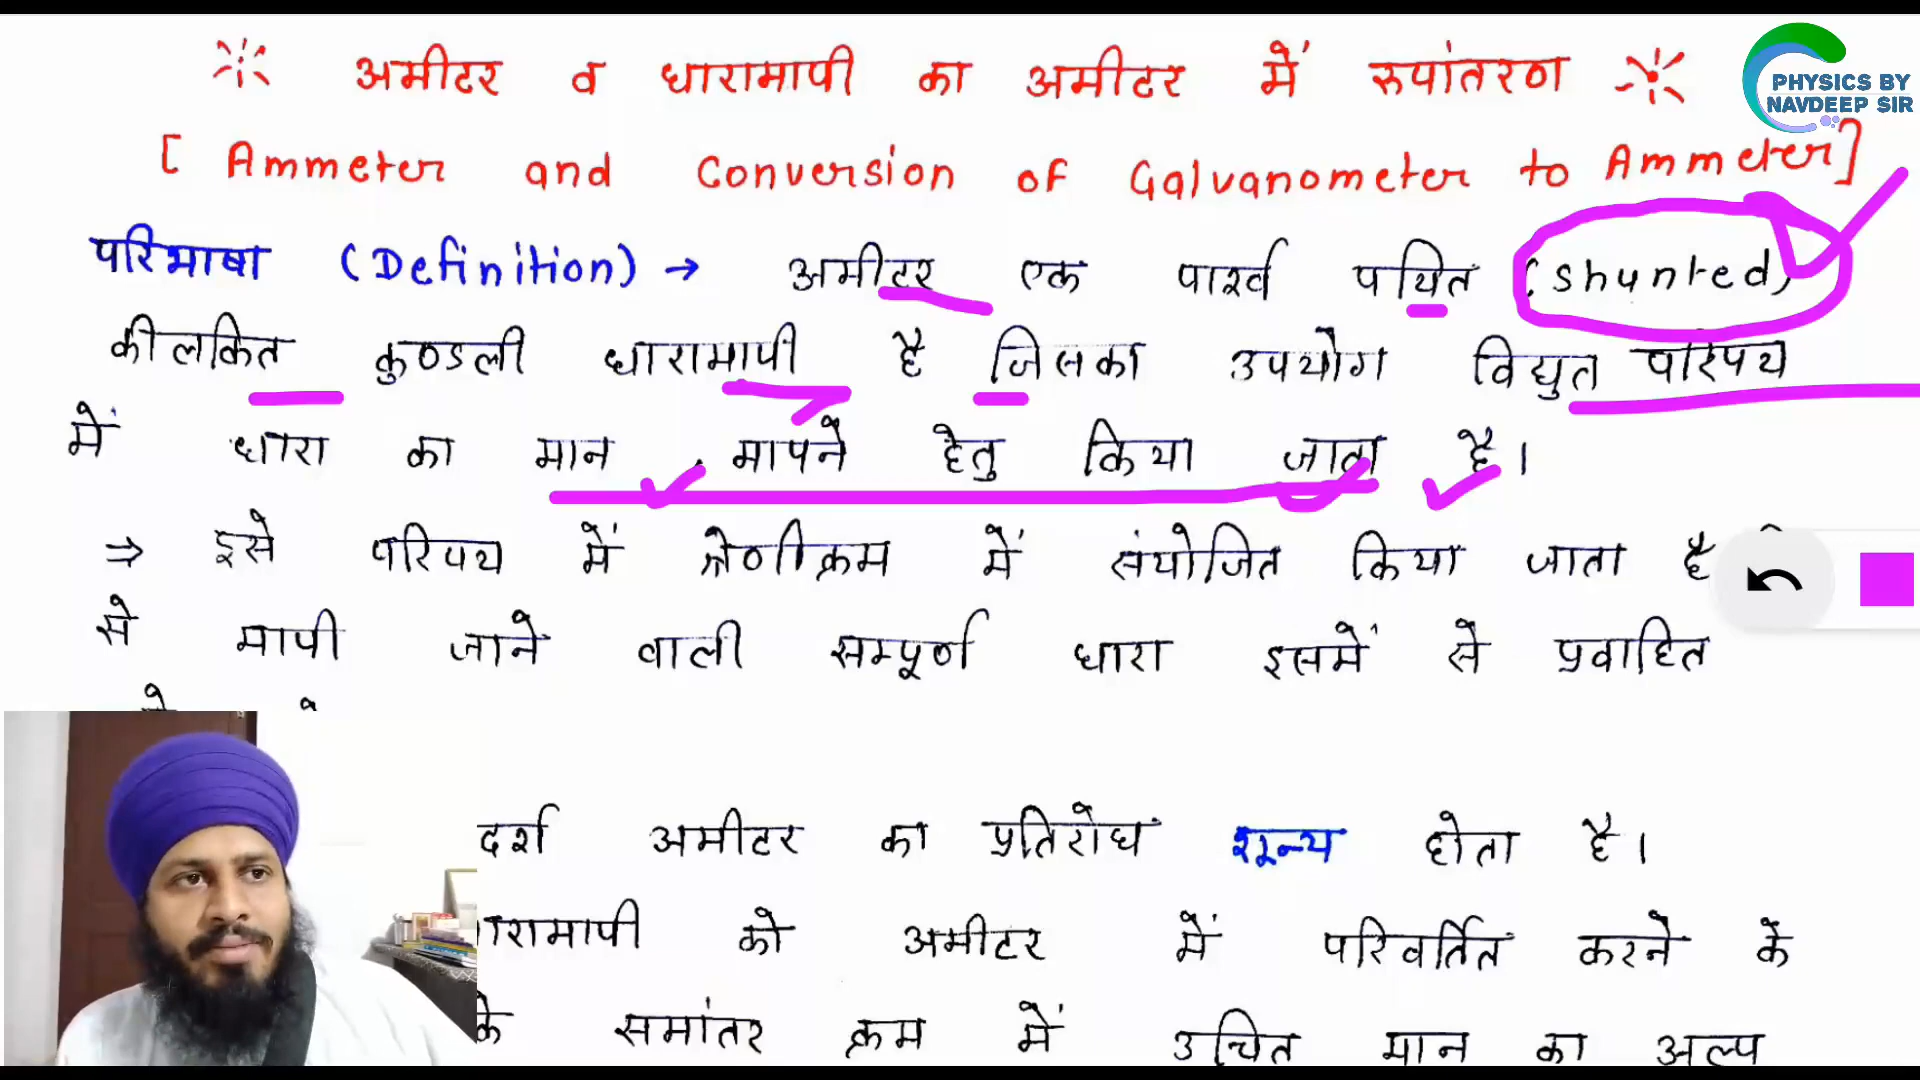 अमीटर व धारामापी का अमीटर में रूपांतरण
PHYSICS BY
NAVDEEP SIR
[ Ammeter and Conversion of Galvanometer to Ammeter]
परिभाषा (Definition) → अमीटर एक पार्श्व पथित (shunted)
कीलकित कुण्डली धारामापी है जिसका उपयोग विद्युत परिपथ
में धारा का मान मापने हेतु किया जाता है।
⇒ इसे परिपथ में श्रेणीक्रम में संयोजित किया जाता है
से मापी जाने वाली सम्पूर्ण धारा इसमें से प्रवाहित
दर्श अमीटर का प्रतिरोध शून्य होता है।
ारामापी को अमीटर में परिवर्तित करने के
के समांतर क्रम में उचित मान का अल्प